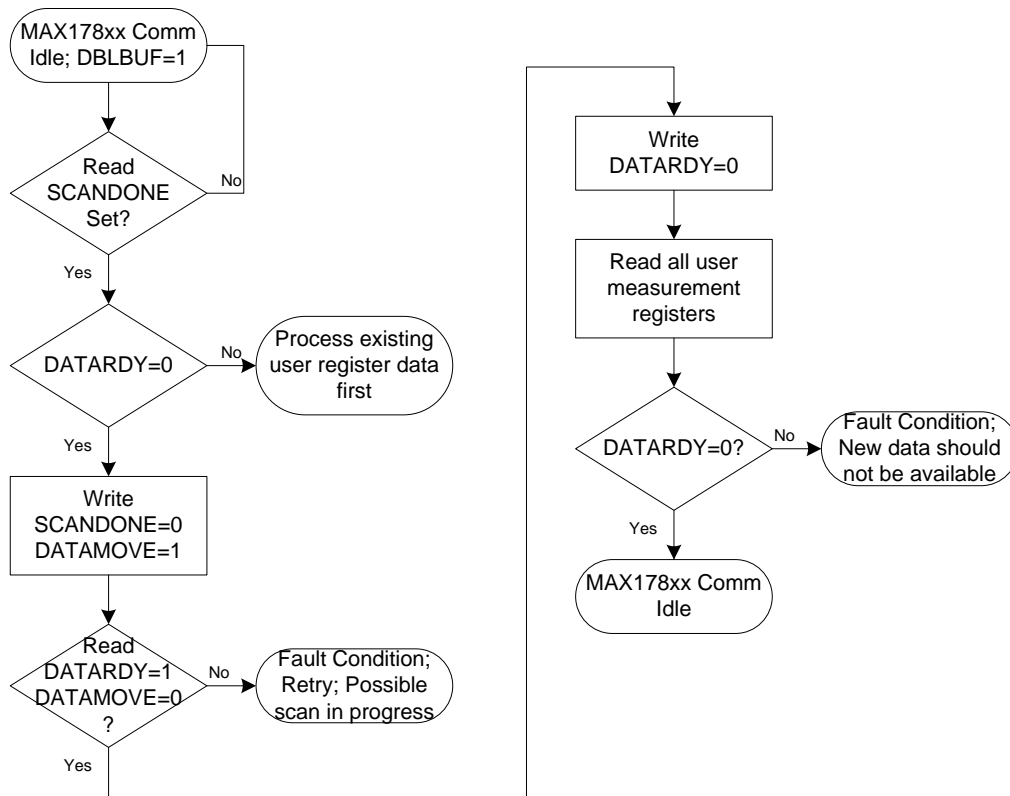 MAX178xx Comm
Idle; DBLBUF=1
Read
SCANDONE
Set?
No
Yes
DATARDY=0
No
Process existing
user register data
first
Yes
Write
SCANDONE=0
DATAMOVE=1
Read
DATARDY=1
DATAMOVE=0
?
No
Fault Condition;
Retry; Possible
scan in progress
Yes
Write
DATARDY=0
Read all user
measurement
registers
DATARDY=0?
No
Fault Condition;
New data should
not be available
Yes
MAX178xx Comm
Idle